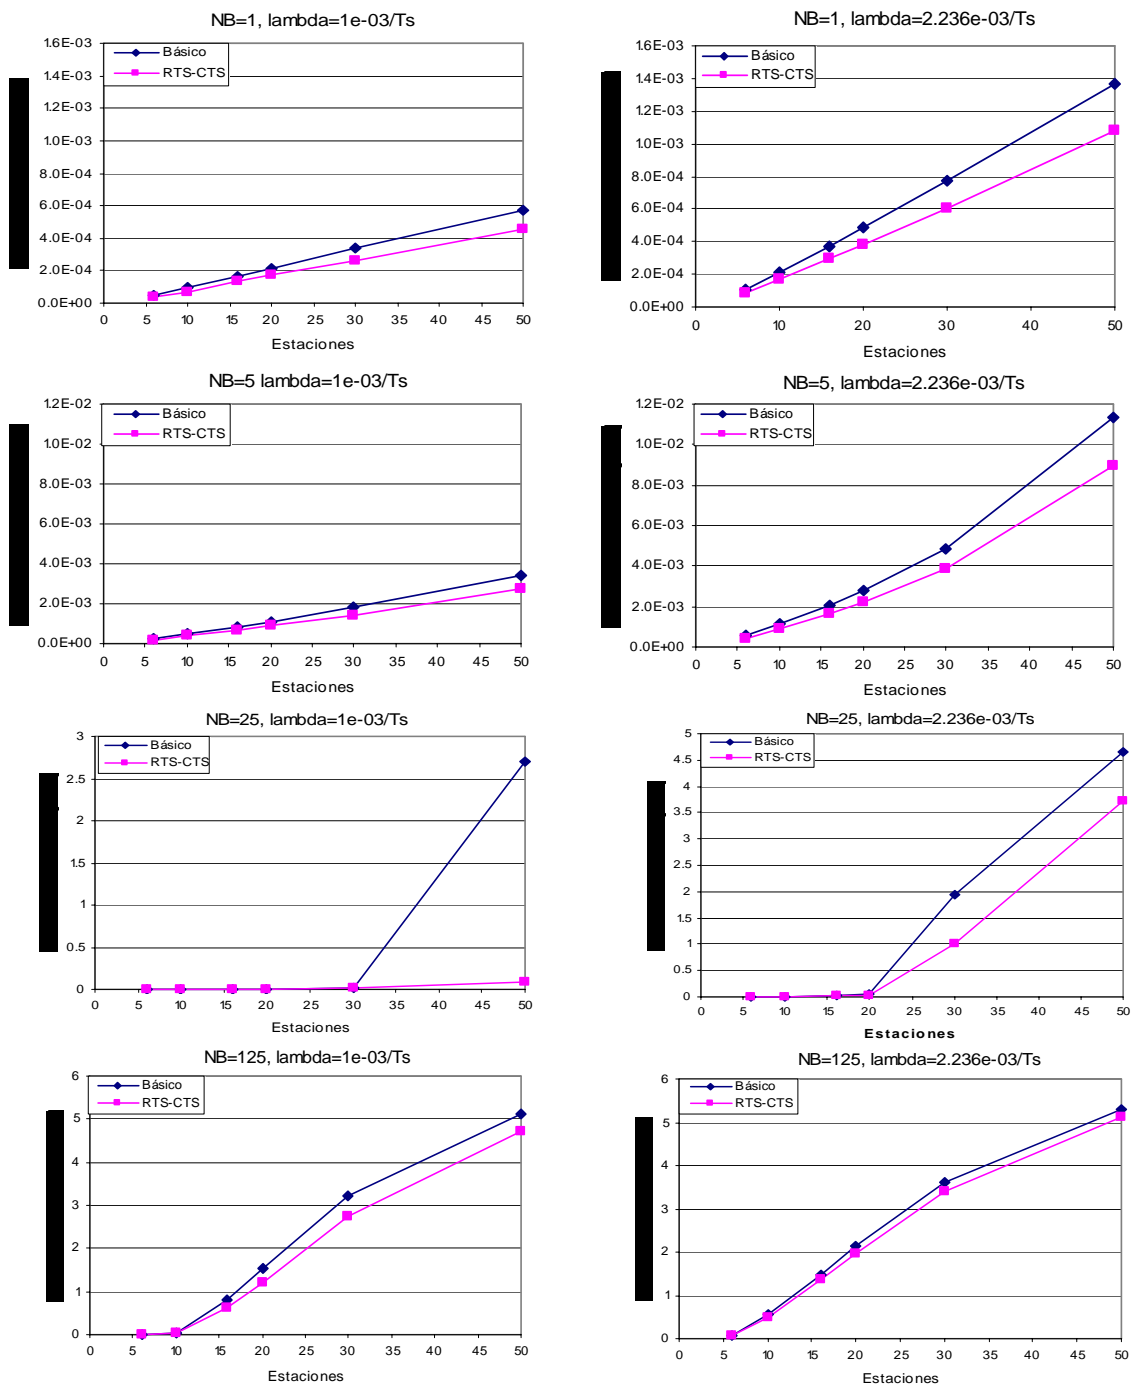 NB=1, lambda=1e-03/Ts
1.6E-03
1.4E-03
1.2E-03
1.0E-03
8.0E-04
6.0E-04
4.0E-04
2.0E-04
0.0E+00
Básico
RTS-CTS
0 5 10 15 20 25 30 35 40 45 50
Estaciones
NB=1, lambda=2.236e-03/Ts
1.6E-03
1.4E-03
1.2E-03
1.0E-03
8.0E-04
6.0E-04
4.0E-04
2.0E-04
0.0E+00
Básico
RTS-CTS
0 5 10 15 20 25 30 35 40 45 50
Estaciones
NB=5 lambda=1e-03/Ts
1.2E-02
1.0E-02
8.0E-03
6.0E-03
4.0E-03
2.0E-03
0.0E+00
Básico
RTS-CTS
0 5 10 15 20 25 30 35 40 45 50
Estaciones
NB=5, lambda=2.236e-03/Ts
1.2E-02
1.0E-02
8.0E-03
6.0E-03
4.0E-03
2.0E-03
0.0E+00
Básico
RTS-CTS
0 5 10 15 20 25 30 35 40 45 50
Estaciones
NB=25, lambda=1e-03/Ts
3
2.5
2
1.5
1
0.5
0
Básico
RTS-CTS
0 5 10 15 20 25 30 35 40 45 50
Estaciones
NB=25, lambda=2.236e-03/Ts
5
4.5
4
3.5
3
2.5
2
1.5
1
0.5
0
Básico
RTS-CTS
0 5 10 15 20 25 30 35 40 45 50
Estaciones
NB=125, lambda=1e-03/Ts
6
5
4
3
2
1
0
Básico
RTS-CTS
0 5 10 15 20 25 30 35 40 45 50
Estaciones
NB=125, lambda=2.236e-03/Ts
6
5
4
3
2
1
0
Básico
RTS-CTS
0 5 10 15 20 25 30 35 40 45 50
Estaciones